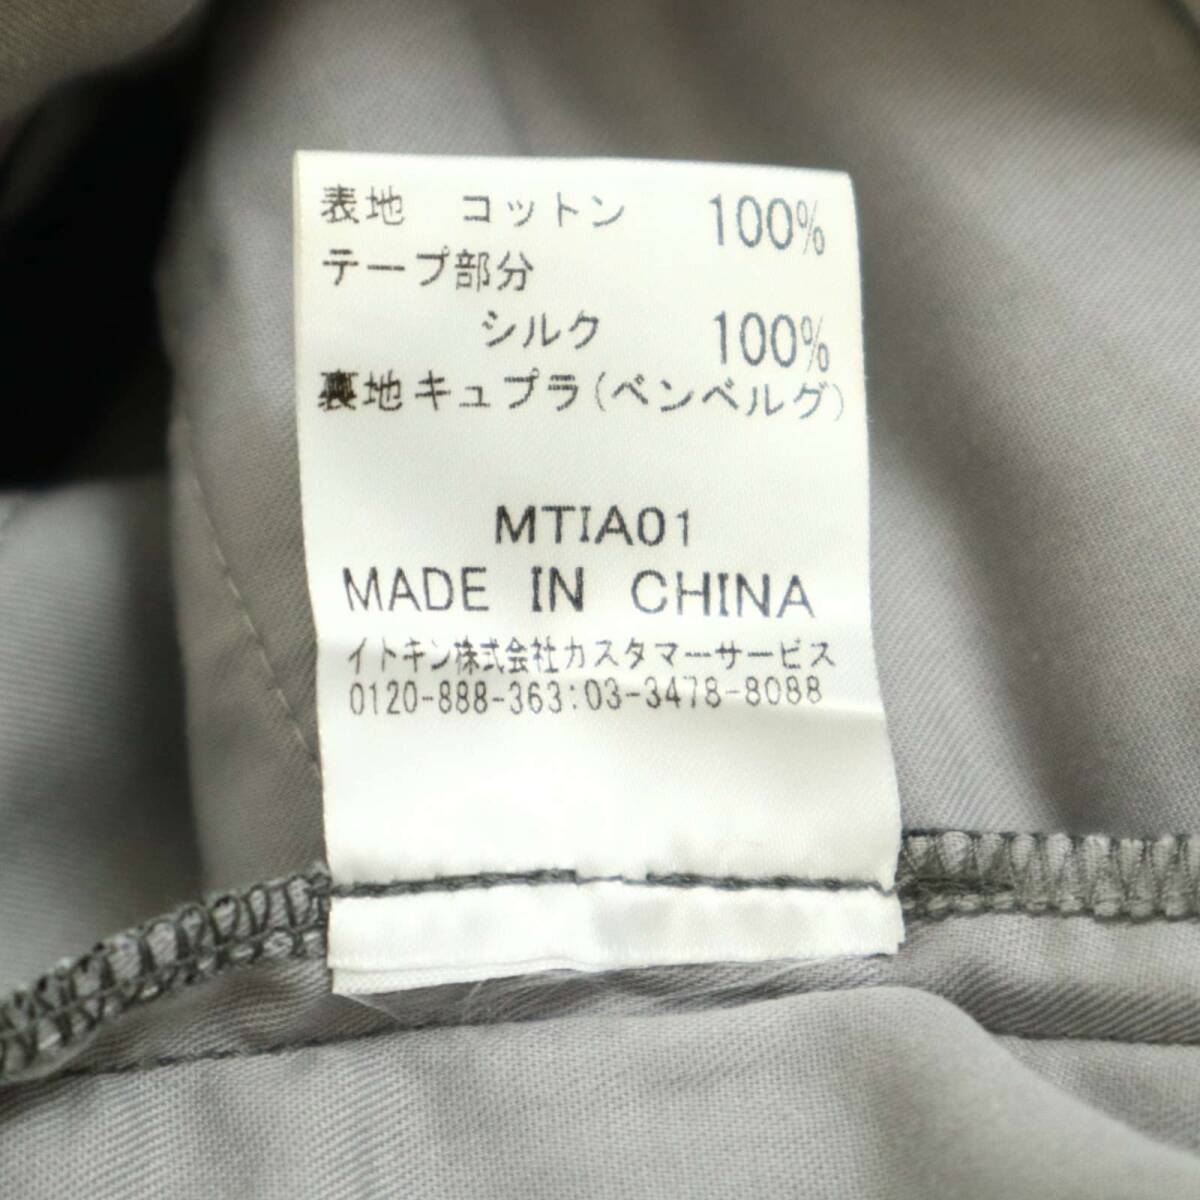 表地 コットン 100%
テープ部分
シルク 100%
裏地キュプラ(ベンベルグ)
MTIA01
MADE IN CHINA
イトキン株式会社カスタマーサービス
0120-888-363:03-3478-8088